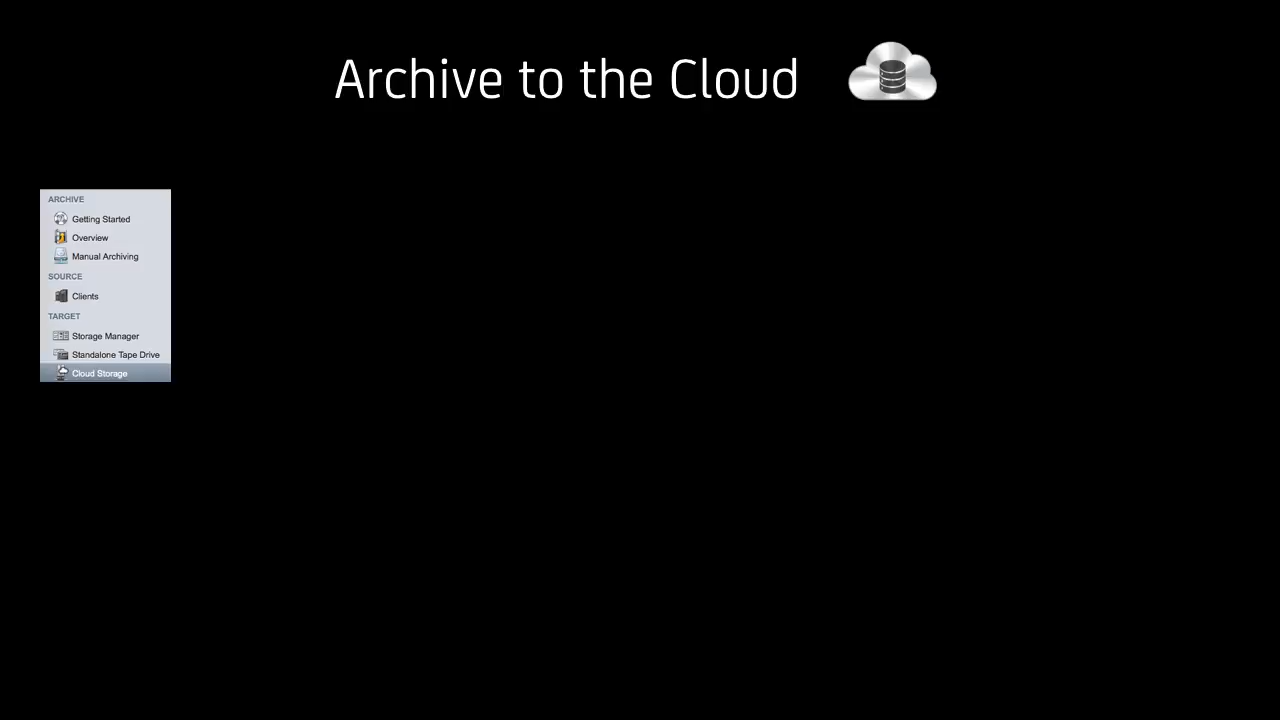 Archive to the Cloud
ARCHIVE
Getting Started
Overview
Manual Archiving
SOURCE
Clients
TARGET
Storage Manager
Standalone Tape Drive
Cloud Storage